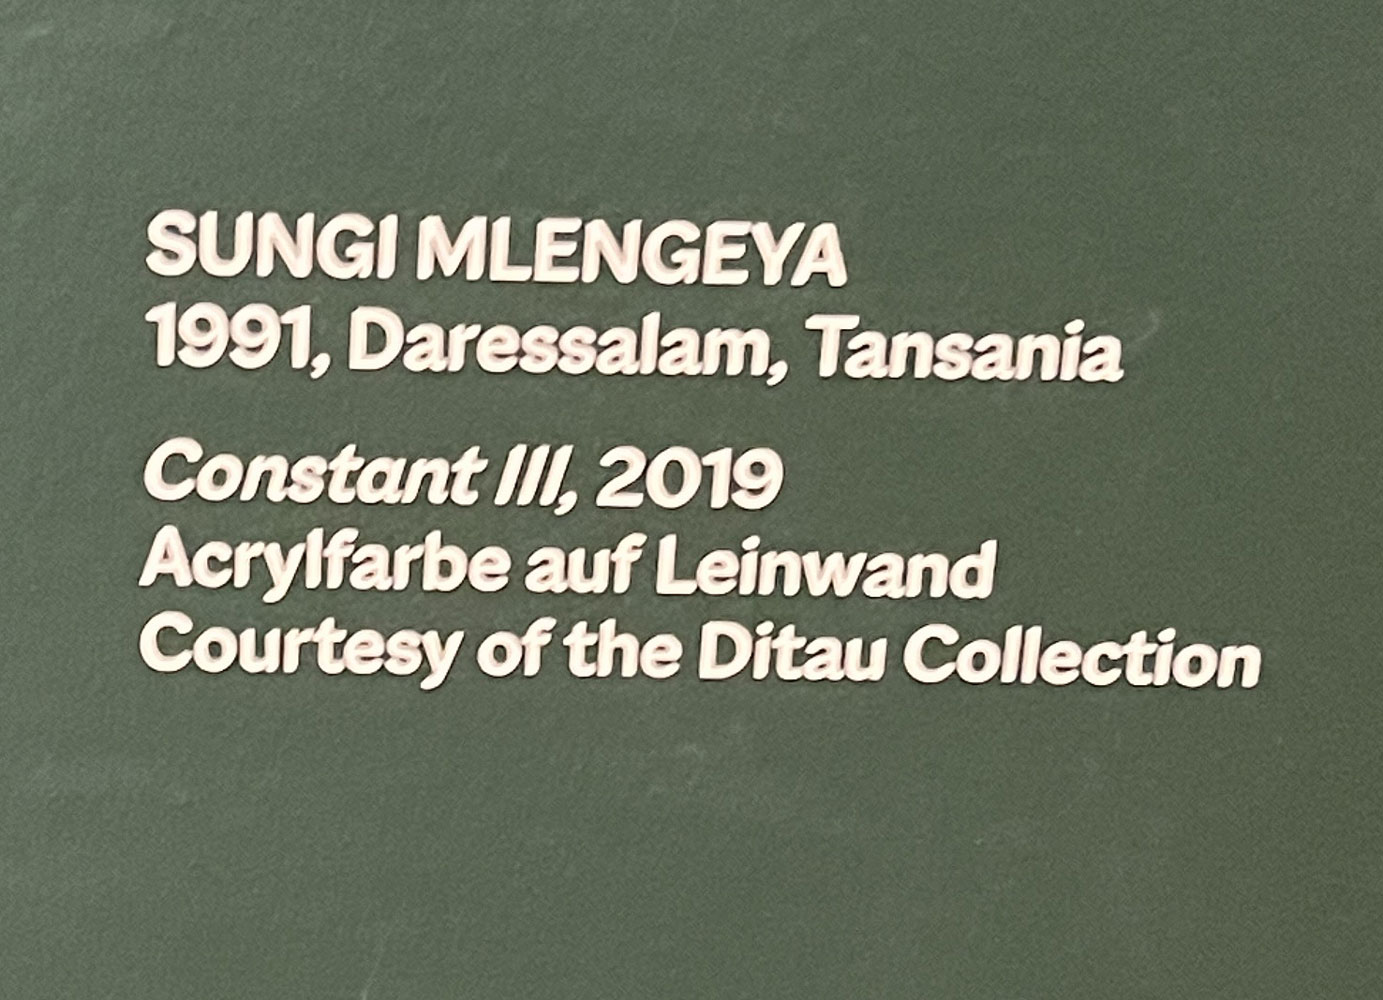 SUNGI MLENGEYA
1991, Daressalam, Tansania
Constant III, 2019
Acrylfarbe auf Leinwand
Courtesy of the Ditau Collection